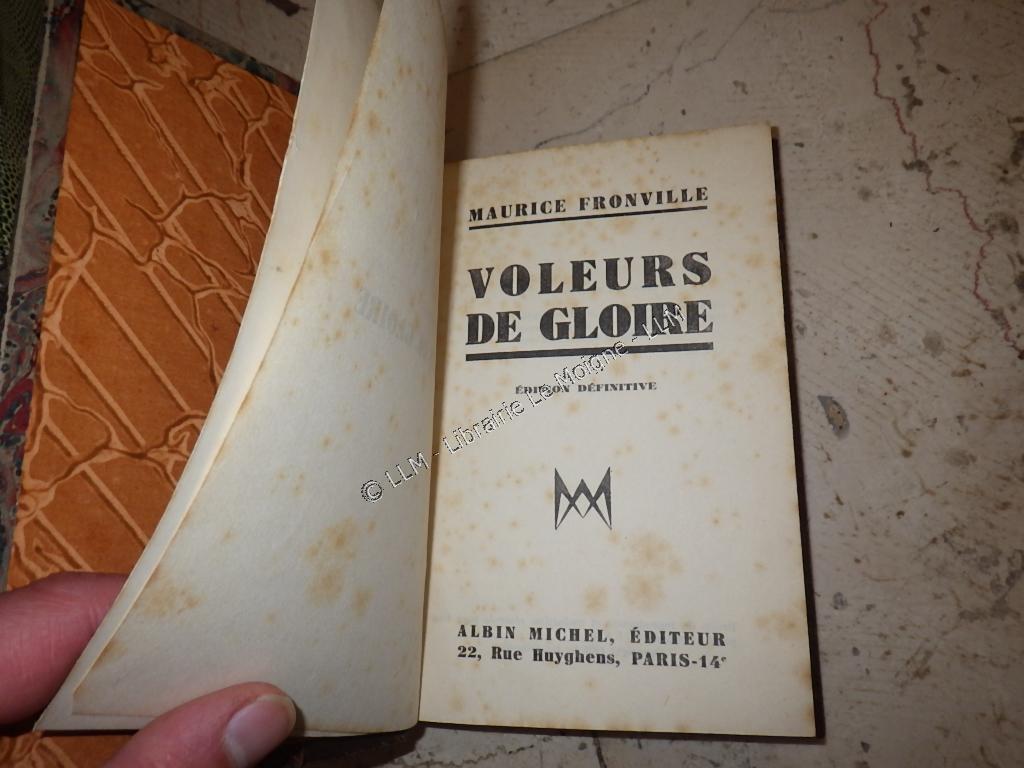 MAURICE FRONVILLE
VOLEURS
DE GLOIRE
ÉDITION DÉFINITIVE
ALBIN MICHEL, ÉDITEUR
22, Rue Huyghens, PARIS-14e
© LLM - Librairie Le Moigne - LLM